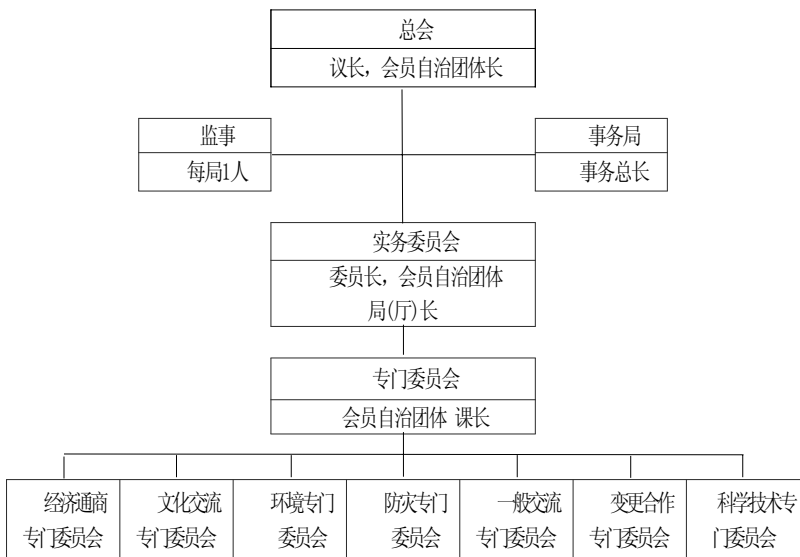 总会
议长，会员自治团体长
监事
每局1人
事务局
事务总长
实务委员会
委员长，会员自治团体
局(厅)长
专门委员会
会员自治团体 课长
经济通商
专门委员会
文化交流
专门委员会
环境专门
委员会
防灾专门
委员会
一般交流
专门委员会
变更合作
专门委员会
科学技术专
门委员会